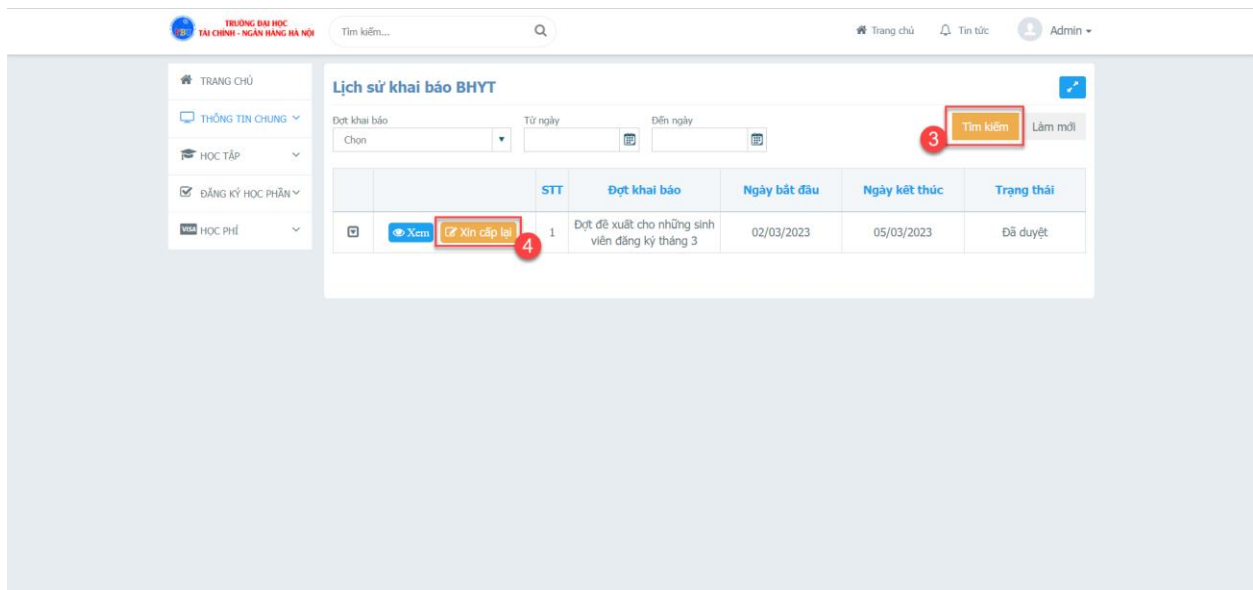 TRƯỜNG ĐẠI HỌC
TÀI CHÍNH - NGÂN HÀNG HÀ NỘI
Tìm kiếm...
Trang chủ
Tin tức
Admin
TRANG CHỦ
THÔNG TIN CHUNG
HỌC TẬP
ĐĂNG KÝ HỌC PHẦN
VISA HỌC PHÍ
Lịch sử khai báo BHYT
Đợt khai báo
Từ ngày
Đến ngày
Chọn
3
Tìm kiếm
Làm mới
STT
Đợt khai báo
Ngày bắt đầu
Ngày kết thúc
Trạng thái
Xem
Xin cấp lại
4
1
Đợt đề xuất cho những sinh
viên đăng ký tháng 3
02/03/2023
05/03/2023
Đã duyệt